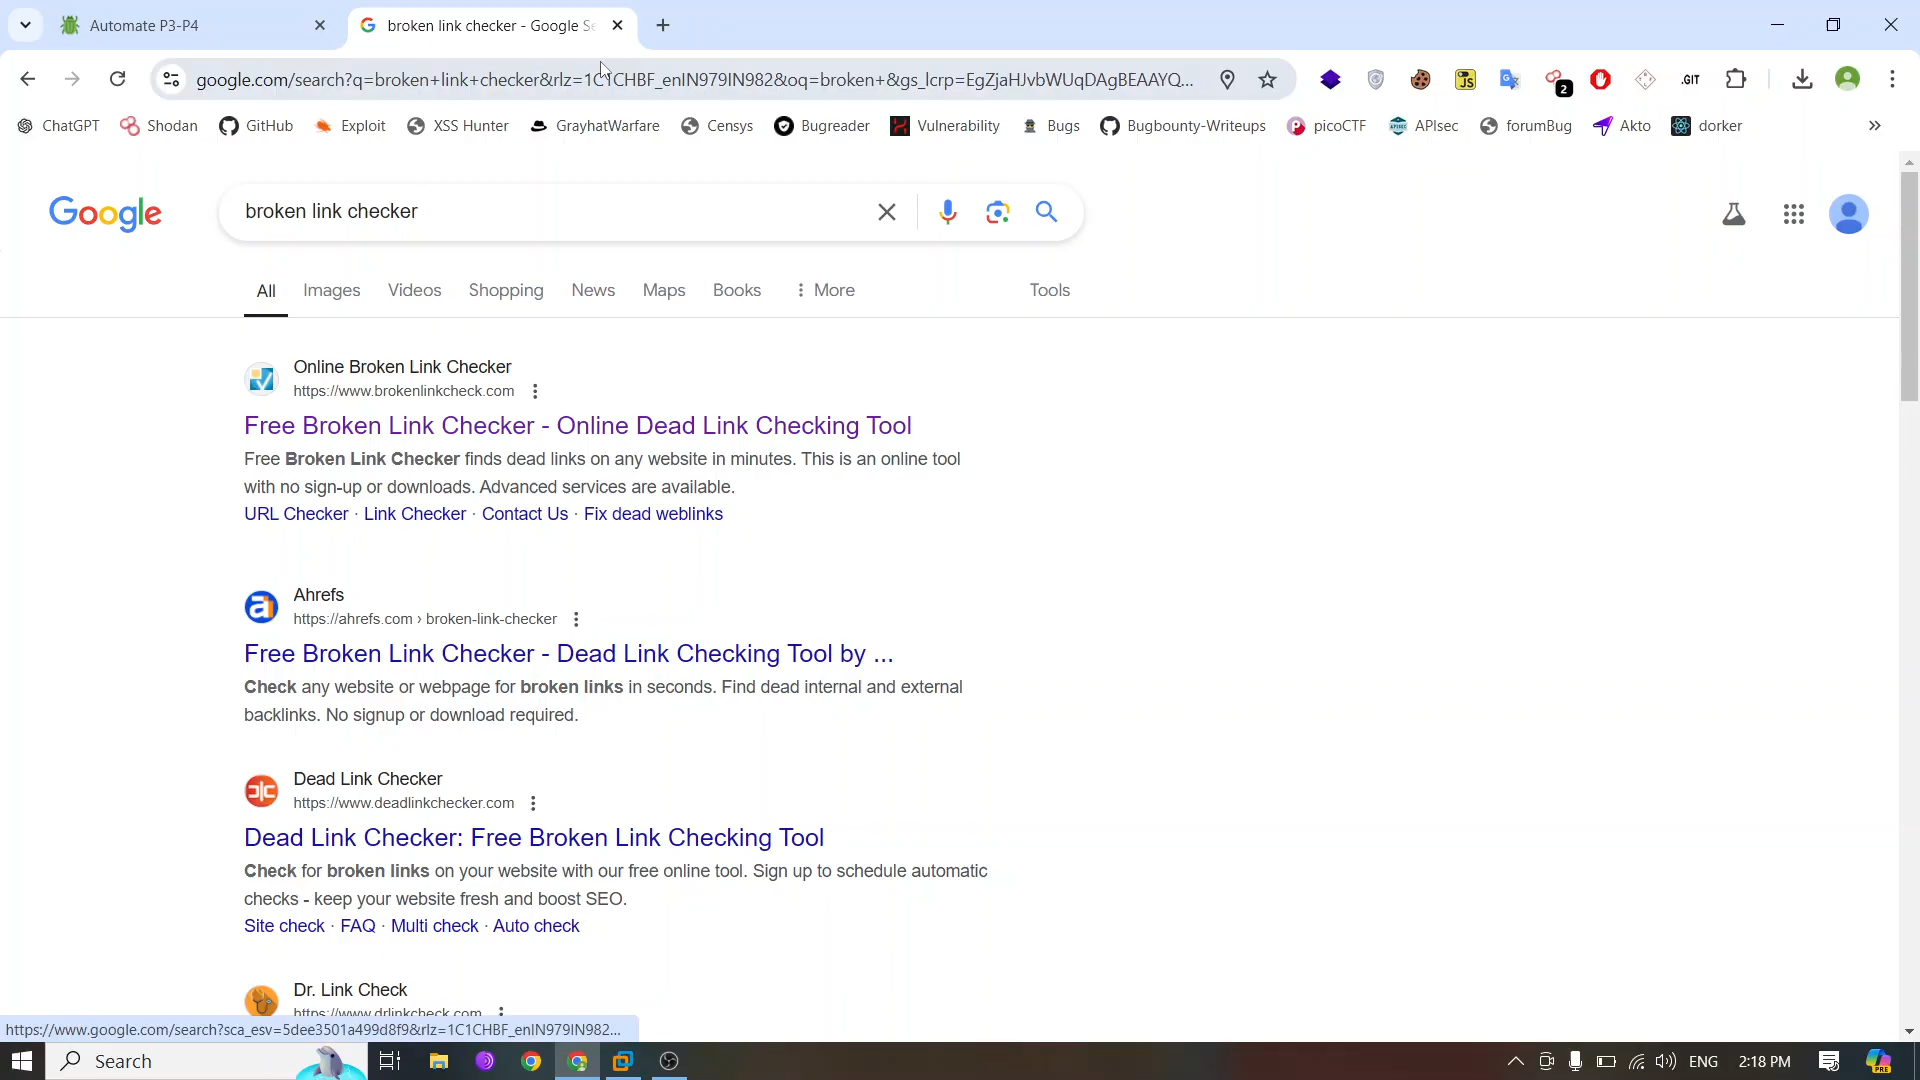 Automate P3-P4
broken link checker - Google Se
google.com/search?q=broken+link+checker&rlz=1C1CHBF_enIN979IN982&oq=broken+&gs_lcrp=EgZjaHJvbWUqDAgBEAAYQ...
JS
2
.GIT
ChatGPT
Shodan
GitHub
Exploit
XSS Hunter
GrayhatWarfare
Censys
Bugreader
Vulnerability
Bugs
Bugbounty-Writeups
picoCTF
APIsec
forumBug
Akto
dorker
Google
broken link checker
All
Images
Videos
Shopping
News
Maps
Books
More
Tools
Online Broken Link Checker
https://www.brokenlinkcheck.com
Free Broken Link Checker - Online Dead Link Checking Tool
Free Broken Link Checker finds dead links on any website in minutes. This is an online tool
with no sign-up or downloads. Advanced services are available.
URL Checker · Link Checker · Contact Us · Fix dead weblinks
Ahrefs
https://ahrefs.com › broken-link-checker
Free Broken Link Checker - Dead Link Checking Tool by ...
Check any website or webpage for broken links in seconds. Find dead internal and external
backlinks. No signup or download required.
Dead Link Checker
https://www.deadlinkchecker.com
Dead Link Checker: Free Broken Link Checking Tool
Check for broken links on your website with our free online tool. Sign up to schedule automatic
checks - keep your website fresh and boost SEO.
Site check · FAQ · Multi check · Auto check
Dr. Link Check
https://www.drlinkcheck.com
https://www.google.com/search?sca_esv=5dee3501a499d8f9&rlz=1C1CHBF_enIN979IN982...
Search
ENG
2:18 PM
PRE